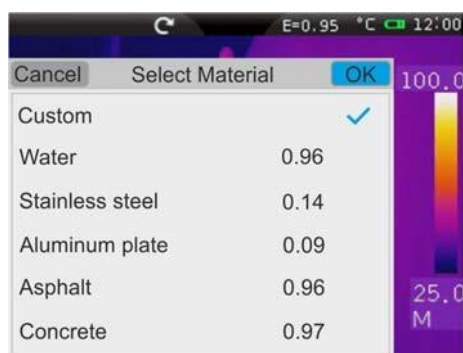 E=0.95 °C 12:00
Cancel Select Material OK
100.0
Custom
Water 0.96
Stainless steel 0.14
Aluminum plate 0.09
Asphalt 0.96
25.0
Concrete 0.97
M